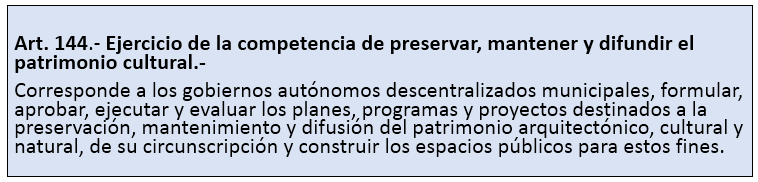 Art. 144.- Ejercicio de la competencia de preservar, mantener y difundir el
patrimonio cultural.-
Corresponde a los gobiernos autónomos descentralizados municipales, formular,
aprobar, ejecutar y evaluar los planes, programas y proyectos destinados a la
preservación, mantenimiento y difusión del patrimonio arquitectónico, cultural y
natural, de su circunscripción y construir los espacios públicos para estos fines.